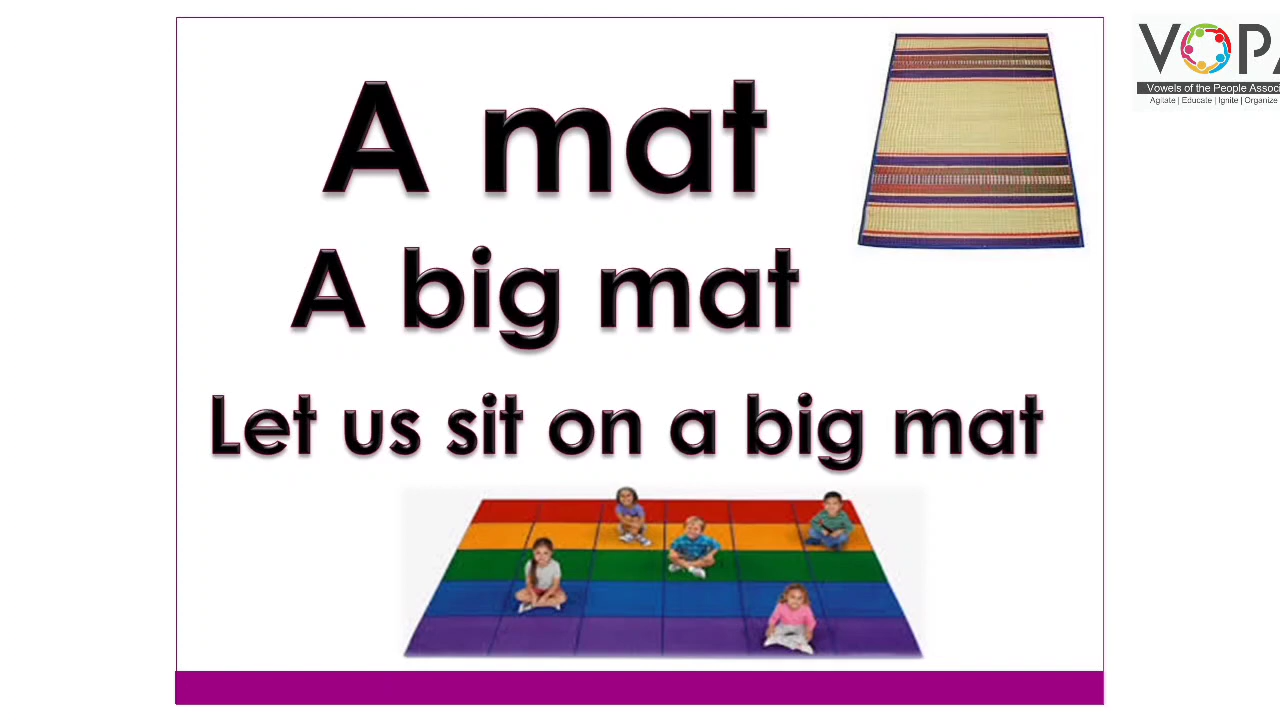 A mat
A big mat
Let us sit on a big mat
VOPA
Vowels of the People Associ
Agitate | Educate | Ignite | Organize